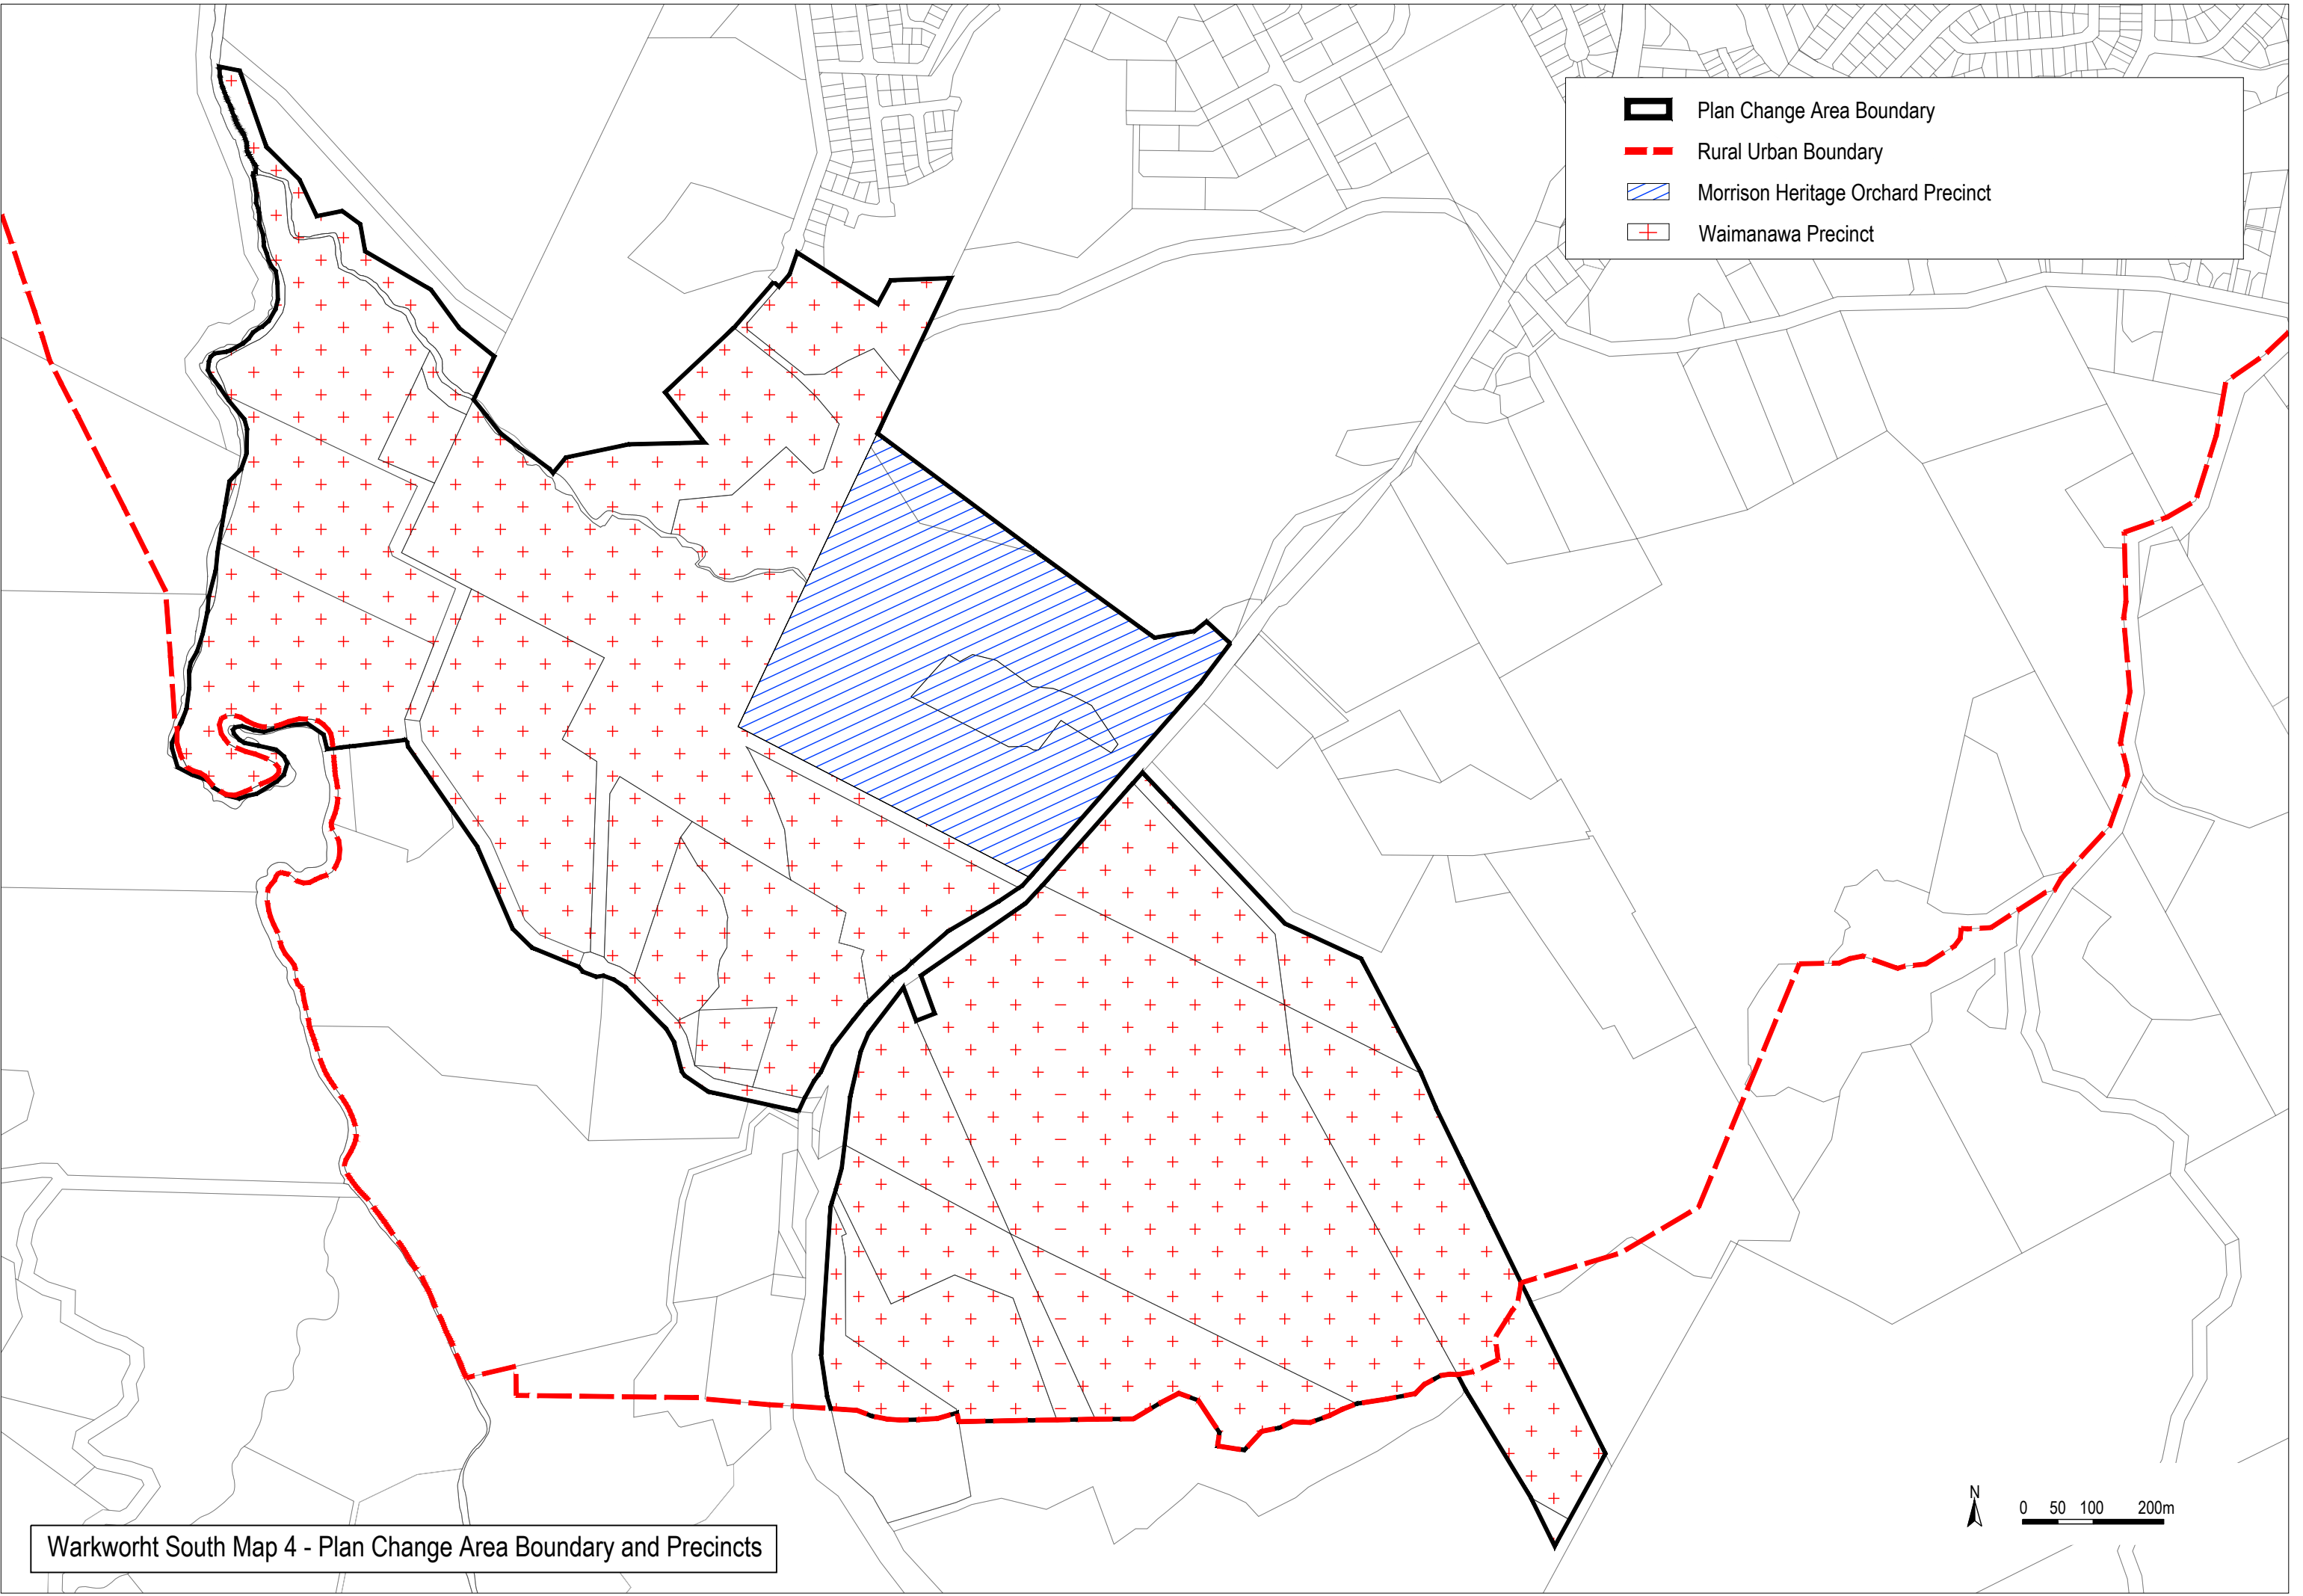 Plan Change Area Boundary
Rural Urban Boundary
Morrison Heritage Orchard Precinct
Waimanawa Precinct
N
0 50 100 200m
Warkworht South Map 4 - Plan Change Area Boundary and Precincts